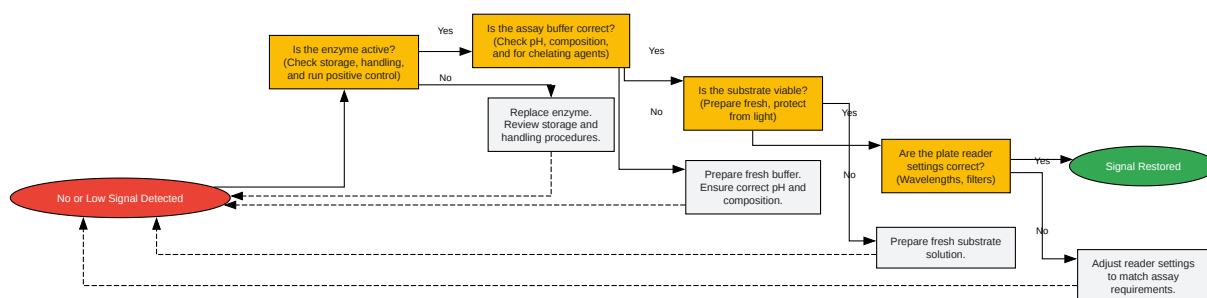 Is the enzyme active?
(Check storage, handling,
and run positive control)
Yes
No
Is the assay buffer correct?
(Check pH, composition,
and for chelating agents)
Yes
No
Replace enzyme.
Review storage and
handling procedures.
Is the substrate viable?
(Prepare fresh, protect
from light)
Yes
No
Prepare fresh buffer.
Ensure correct pH and
composition.
Are the plate reader
settings correct?
(Wavelengths, filters)
Yes
No
Signal Restored
No or Low Signal Detected
Prepare fresh substrate
solution.
Adjust reader settings
to match assay
requirements.